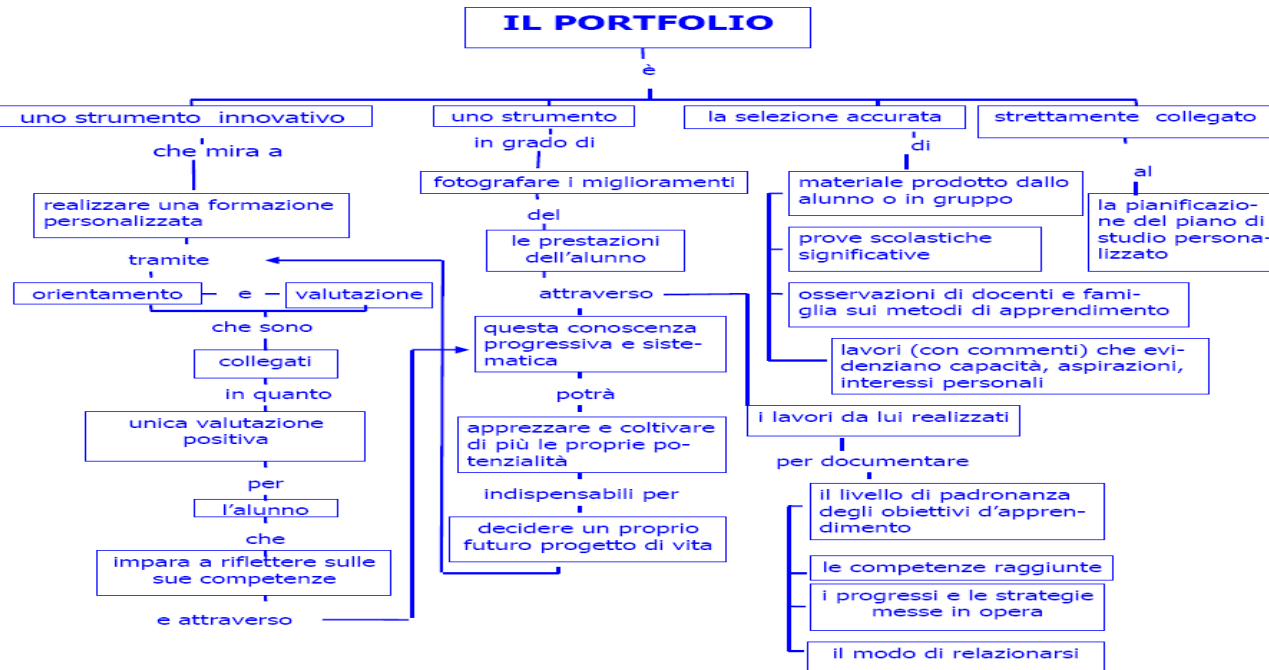 IL PORTFOLIO
è
uno strumento innovativo
che mira a
realizzare una formazione
personalizzata
tramite
orientamento
e
valutazione
che sono
collegati
in quanto
unica valutazione
positiva
per
l'alunno
che
impara a riflettere sulle
sue competenze
e attraverso
uno strumento
in grado di
fotografare i miglioramenti
del
le prestazioni
dell'alunno
attraverso
questa conoscenza
progressiva e siste-
matica
potrà
apprezzare e coltivare
di più le proprie po-
tenzialità
indispensabili per
decidere un proprio
futuro progetto di vita
la selezione accurata
di
materiale prodotto dallo
alunno o in gruppo
prove scolastiche
significative
osservazioni di docenti e fami-
glia sui metodi di apprendimento
lavori (con commenti) che evi-
denziano capacità, aspirazioni,
interessi personali
i lavori da lui realizzati
per documentare
il livello di padronanza
degli obiettivi d'appren-
dimento
le competenze raggiunte
i progressi e le strategie
messe in opera
il modo di relazionarsi
strettamente collegato
al
la pianificazio-
ne del piano di
studio persona-
lizzato